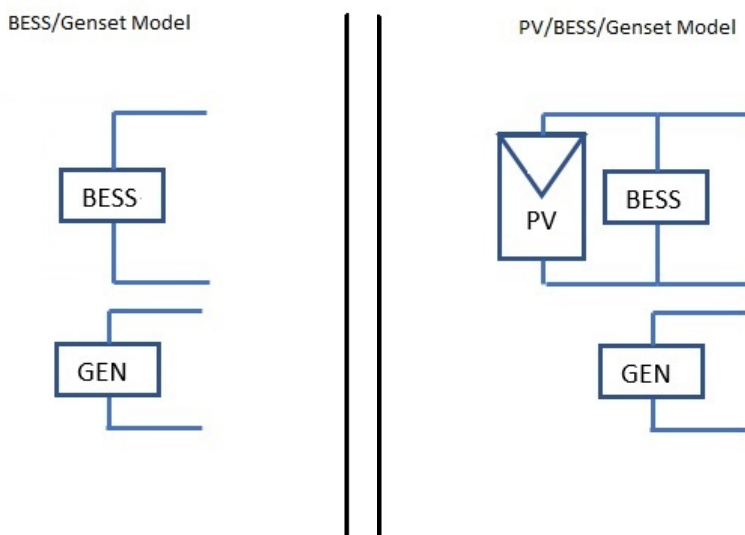 BESS/Genset Model
BESS
GEN
PV/BESS/Genset Model
PV
BESS
GEN